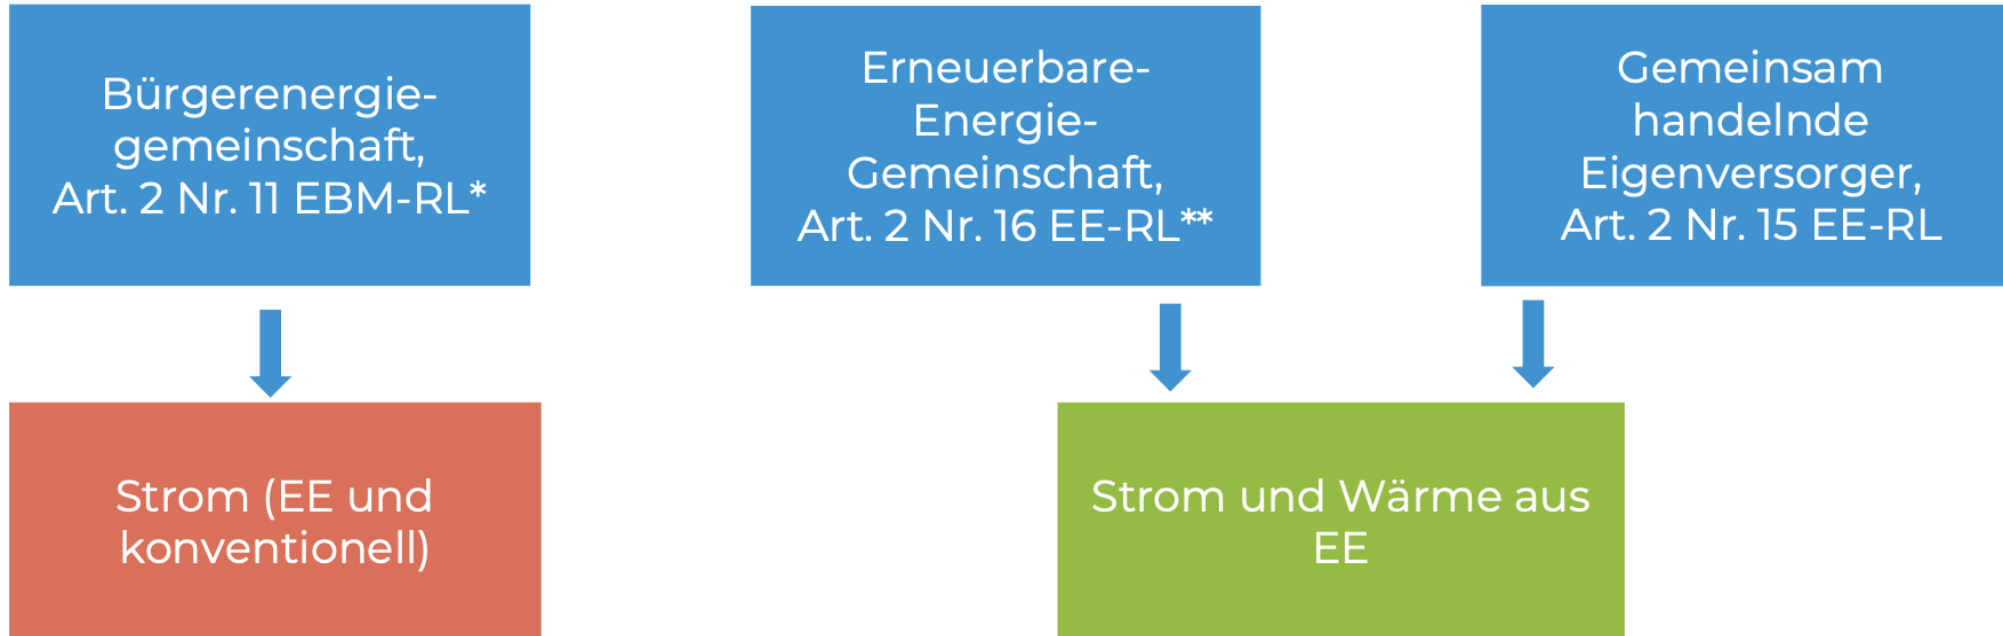 Bürgerenergie-
gemeinschaft,
Art. 2 Nr. 11 EBM-RL*
Erneuerbare-
Energie-
Gemeinschaft,
Art. 2 Nr. 16 EE-RL**
Gemeinsam
handelnde
Eigenversorger,
Art. 2 Nr. 15 EE-RL
Strom (EE und
konventionell)
Strom und Wärme aus
EE